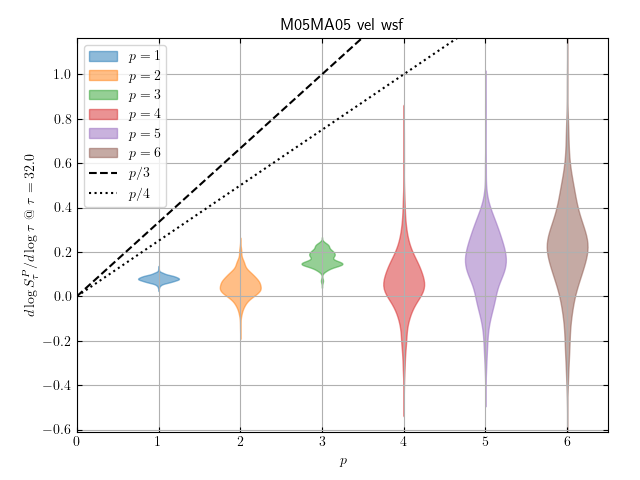 M05MA05 vel wsf
d log S_τ^P / d log τ @ τ = 32.0
1.0
0.8
0.6
0.4
0.2
0.0
−0.2
−0.4
−0.6
p = 1
p = 2
p = 3
p = 4
p = 5
p = 6
p/3
p/4
0 1 2 3 4 5 6
p